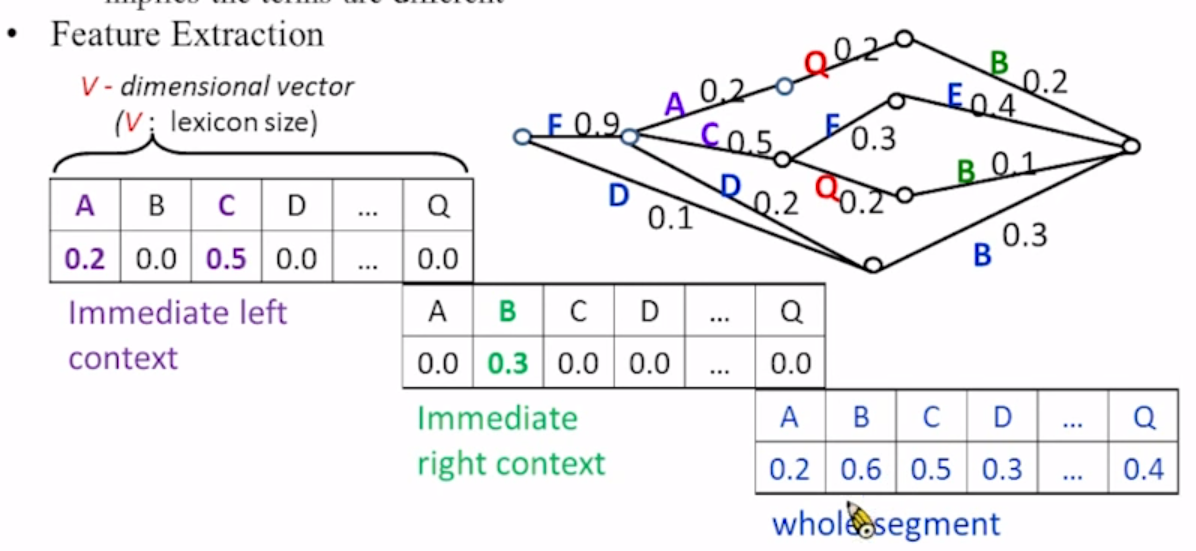 implies the terms are different
• Feature Extraction
V - dimensional vector
(V : lexicon size)
A B C D ... Q
0.2 0.0 0.5 0.0 ... 0.0
Immediate left
context
A B C D ... Q
0.0 0.3 0.0 0.0 ... 0.0
Immediate
right context
A B C D ... Q
0.2 0.6 0.5 0.3 ... 0.4
whole segment
F 0.9
A 0.2
Q 0.2
B 0.2
C 0.5
F 0.3
E 0.4
Q 0.2
B 0.1
D 0.2
D 0.1
B 0.3